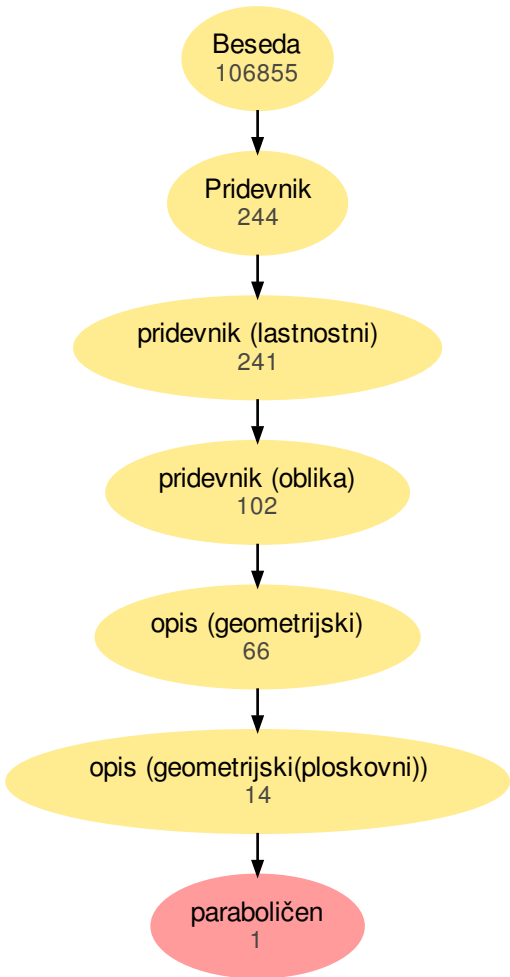 Beseda
106855
Pridevnik
244
pridevnik (lastnostni)
241
pridevnik (oblika)
102
opis (geometrijski)
66
opis (geometrijski(ploskovni))
14
paraboličen
1